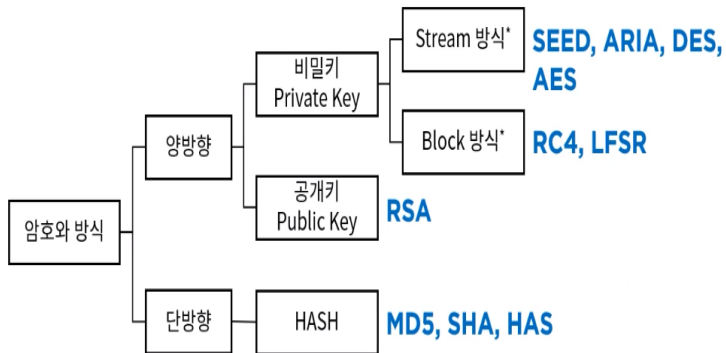 Stream 방식*
SEED, ARIA, DES,
AES
비밀키
Private Key
Block 방식*
RC4, LFSR
양방향
공개키
Public Key
RSA
암호와 방식
단방향
HASH
MD5, SHA, HAS